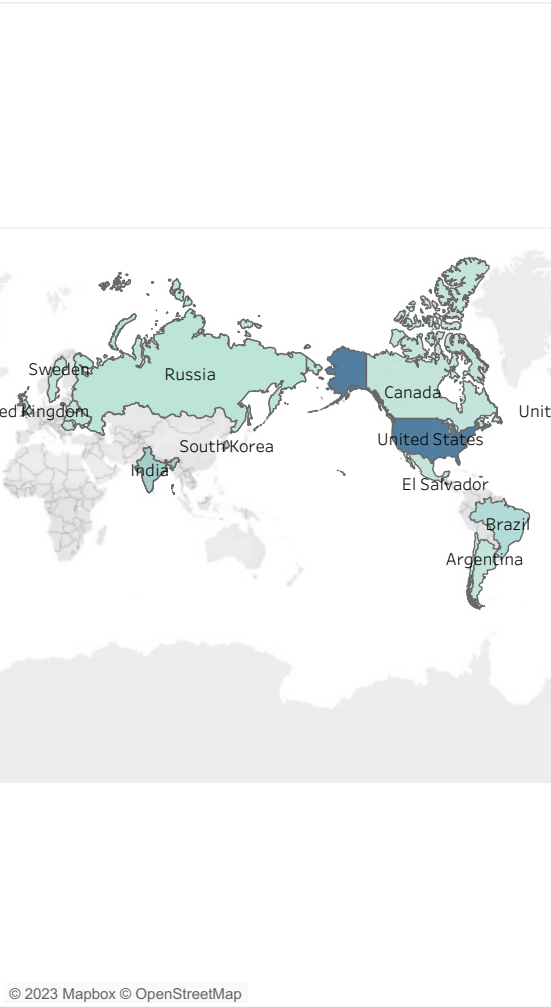 Sweden
Russia
Canada
ed Kingdom
Unit
United States
South Korea
India
El Salvador
Brazil
Argentina
© 2023 Mapbox © OpenStreetMap